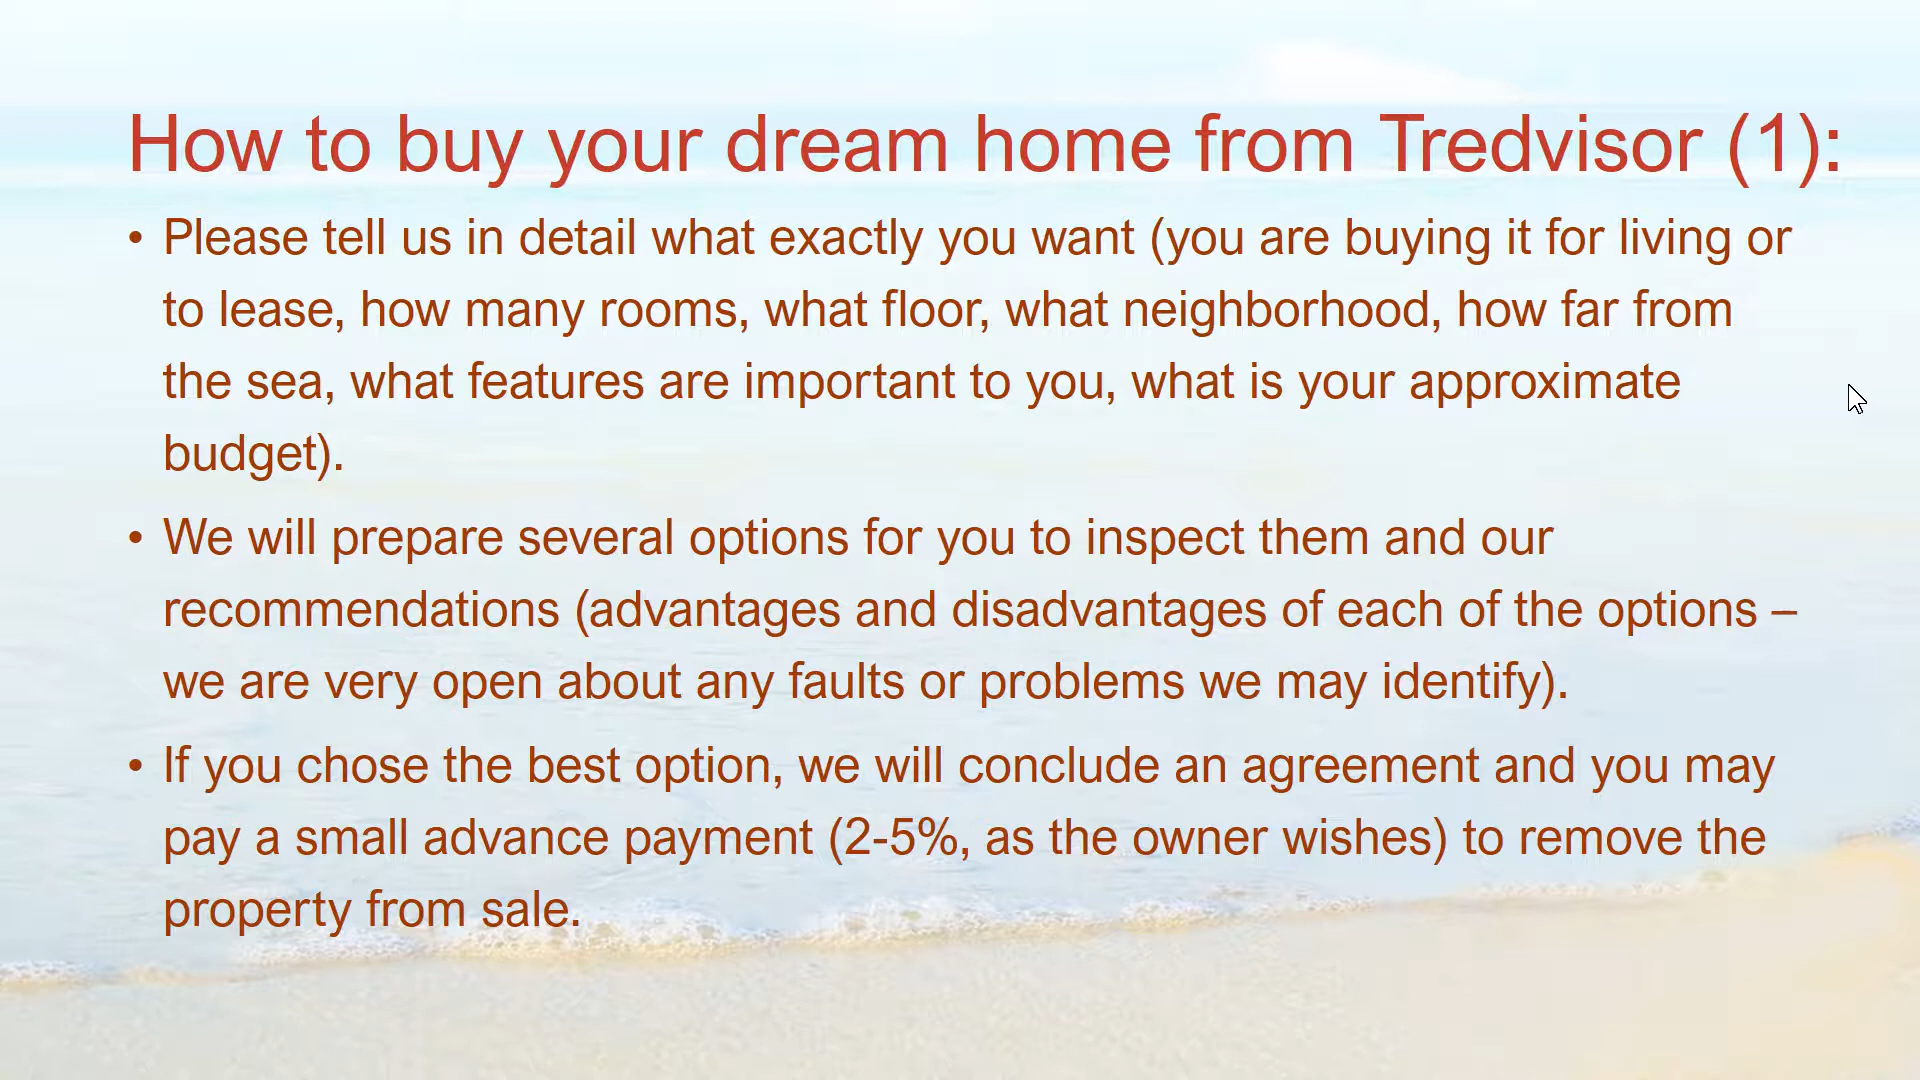 How to buy your dream home from Tredvisor (1):
• Please tell us in detail what exactly you want (you are buying it for living or
to lease, how many rooms, what floor, what neighborhood, how far from
the sea, what features are important to you, what is your approximate
budget).
• We will prepare several options for you to inspect them and our
recommendations (advantages and disadvantages of each of the options –
we are very open about any faults or problems we may identify).
• If you chose the best option, we will conclude an agreement and you may
pay a small advance payment (2-5%, as the owner wishes) to remove the
property from sale.